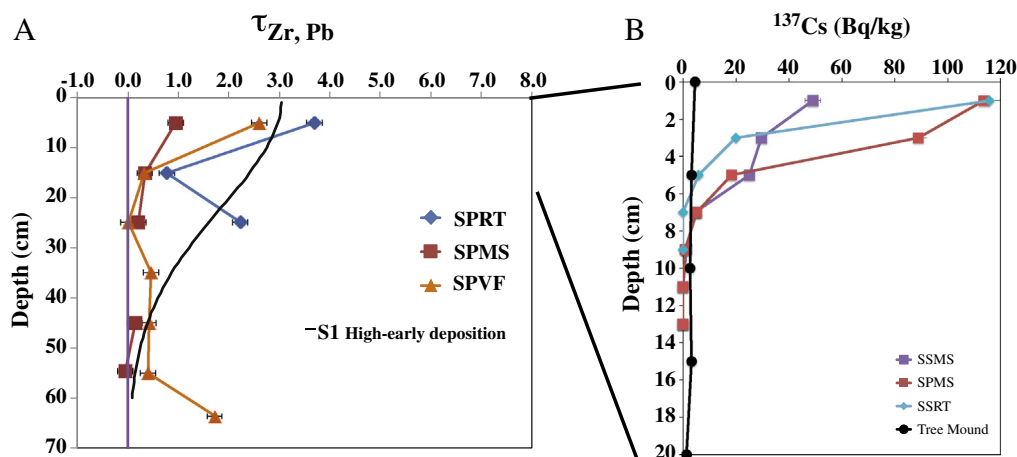 A
τZr, Pb
-1.0 0.0 1.0 2.0 3.0 4.0 5.0 6.0 7.0 8.0
0
10
20
30
40
50
60
70
Depth (cm)
SPRT
SPMS
SPVF
–S1 High-early deposition
B
137Cs (Bq/kg)
0 20 40 60 80 100 120
0
2
4
6
8
10
12
14
16
18
20
Depth (cm)
SSMS
SPMS
SSRT
Tree Mound